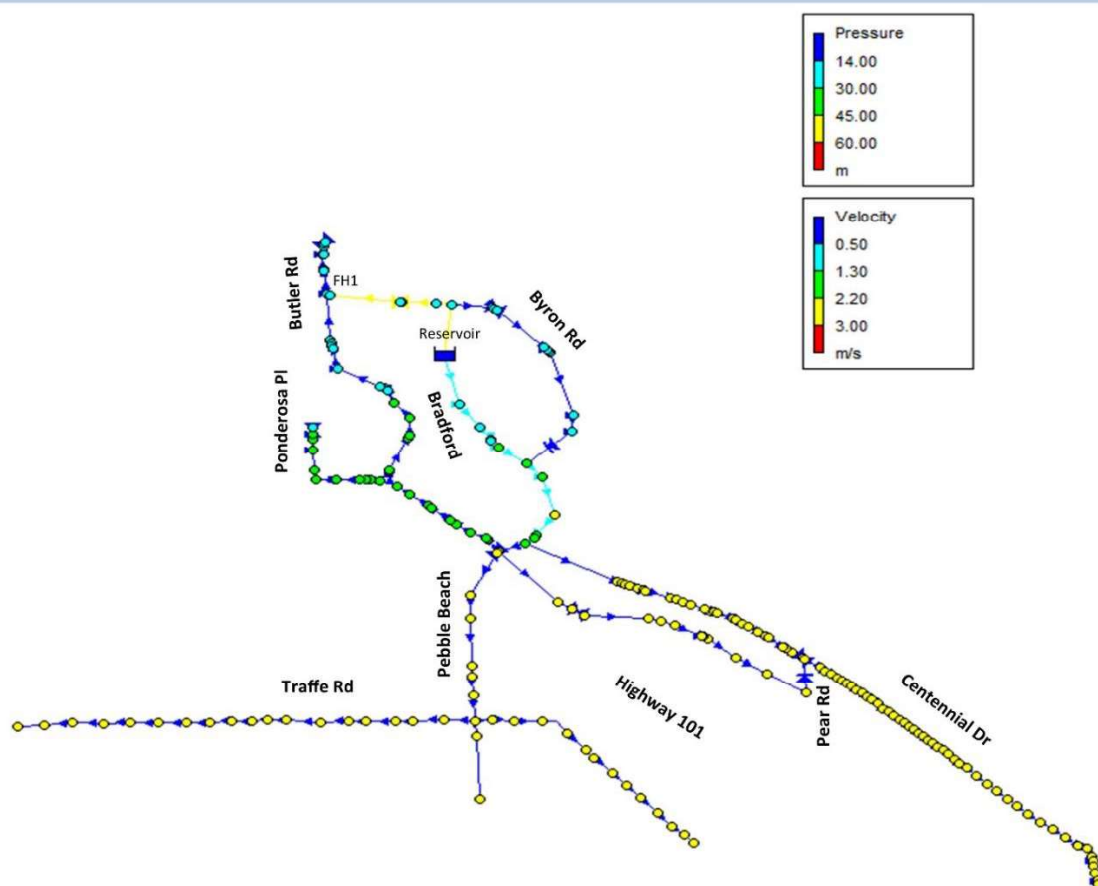 Pressure
14.00
30.00
45.00
60.00
m
Velocity
0.50
1.30
2.20
3.00
m/s
Butler Rd
FH1
Byron Rd
Reservoir
Ponderosa Pl
Bradford
Pebble Beach
Traffe Rd
Highway 101
Pear Rd
Centennial Dr